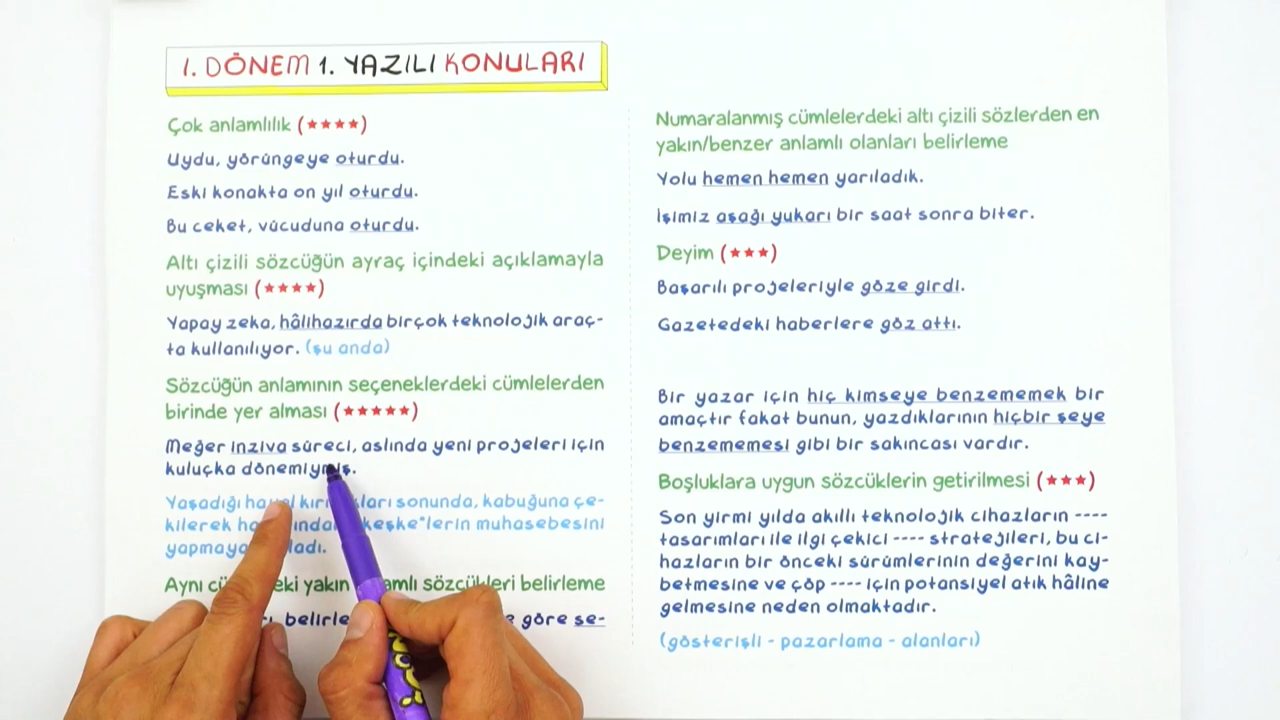 1. DÖNEM 1. YAZILI KONULARI
Çok anlamlılık (★★★★)
Uydu, yörüngeye oturdu.
Eski konakta on yıl oturdu.
Bu ceket, vücuduna oturdu.
Altı çizili sözcüğün ayraç içindeki açıklamayla
uyuşması (★★★★)
Yapay zeka, hâlihazırda birçok teknolojik araç-
ta kullanılıyor. (şu anda)
Sözcüğün anlamının seçeneklerdeki cümlelerden
birinde yer alması (★★★★★)
Meğer inziva süreci, aslında yeni projeleri için
kuluçka dönemiymiş.
Yaşadığı sonunda, kabuğuna çe-
kilerek "keşke"lerin muhasebesini
Aynı yakın sözcükleri belirleme
göre se-
Numaralanmış cümlelerdeki altı çizili sözlerden en
yakın/benzer anlamlı olanları belirleme
Yolu hemen hemen yarıladık.
İşimiz aşağı yukarı bir saat sonra biter.
Deyim (★★★)
Başarılı projeleriyle göze girdi.
Gazetedeki haberlere göz attı.
Bir yazar için hiç kimseye benzememek bir
amaçtır fakat bunun, yazdıklarının hiçbir şeye
benzememesi gibi bir sakıncası vardır.
Boşluklara uygun sözcüklerin getirilmesi (★★★)
Son yirmi yılda akıllı teknolojik cihazların ----
tasarımları ile ilgi çekici ---- stratejileri, bu ci-
hazların bir önceki sürümlerinin değerini kay-
betmesine ve çöp ---- için potansiyel atık hâline
gelmesine neden olmaktadır.
(gösterişli - pazarlama - alanları)